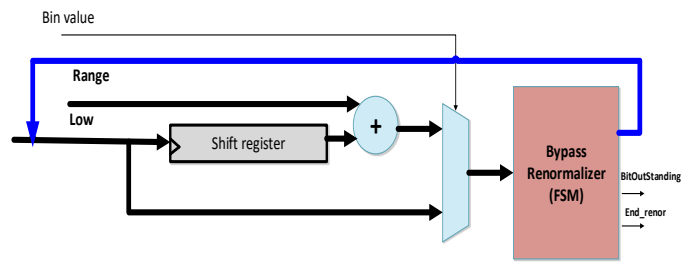 Bin value
Range
Low
Shift register
+
Bypass
Renormalizer
(FSM)
BitOutStanding
End_renor